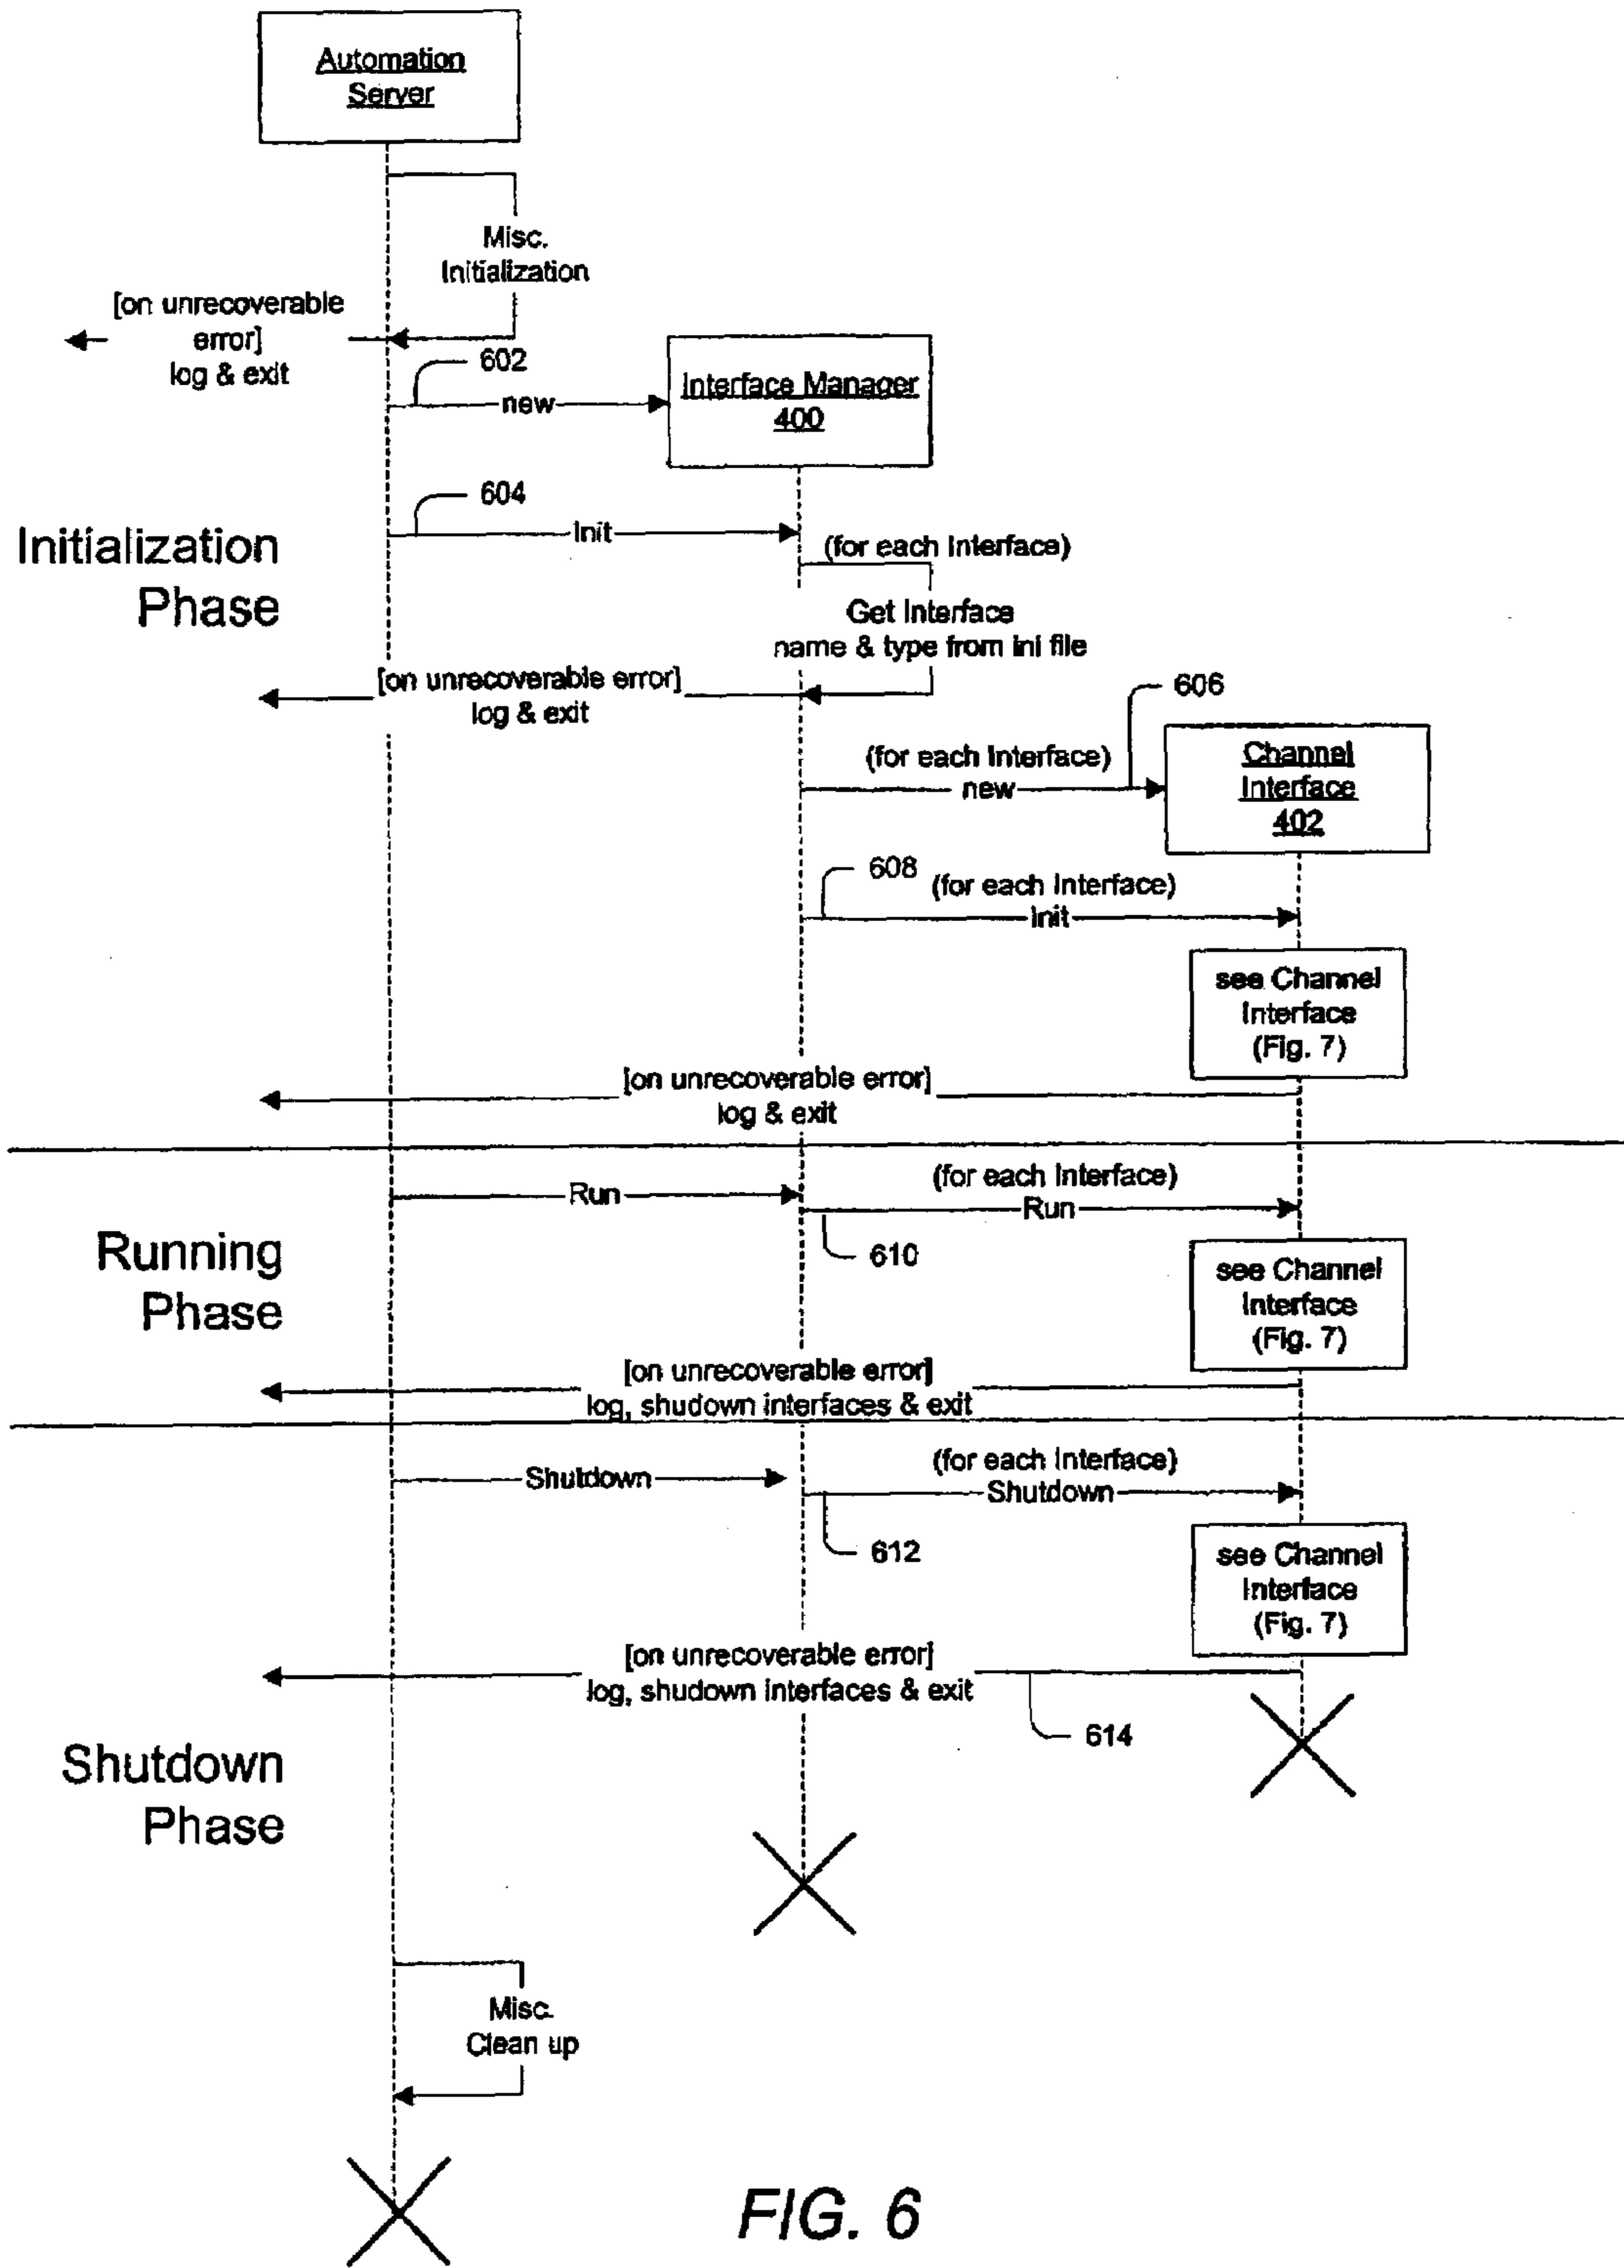 Automation
Server
Misc.
Initialization
[on unrecoverable
error]
log & exit
602
new
Interface Manager
400
604
Init
(for each Interface)
Initialization
Phase
Get Interface
name & type from ini file
[on unrecoverable error]
log & exit
606
(for each Interface)
new
Channel
Interface
402
608
(for each Interface)
Init
see Channel
Interface
(Fig. 7)
[on unrecoverable error]
log & exit
Run
(for each Interface)
Run
610
Running
Phase
see Channel
Interface
(Fig. 7)
[on unrecoverable error]
log, shudown interfaces & exit
Shutdown
(for each Interface)
Shutdown
612
see Channel
Interface
(Fig. 7)
[on unrecoverable error]
log, shudown interfaces & exit
614
Shutdown
Phase
Misc.
Clean up
FIG. 6